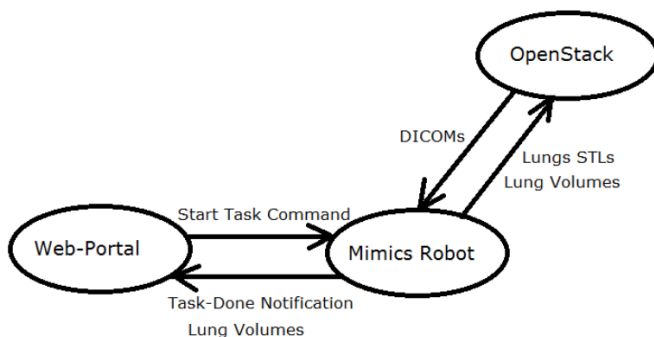 OpenStack
DICOMs
Lungs STLs
Lung Volumes
Start Task Command
Web-Portal
Mimics Robot
Task-Done Notification
Lung Volumes